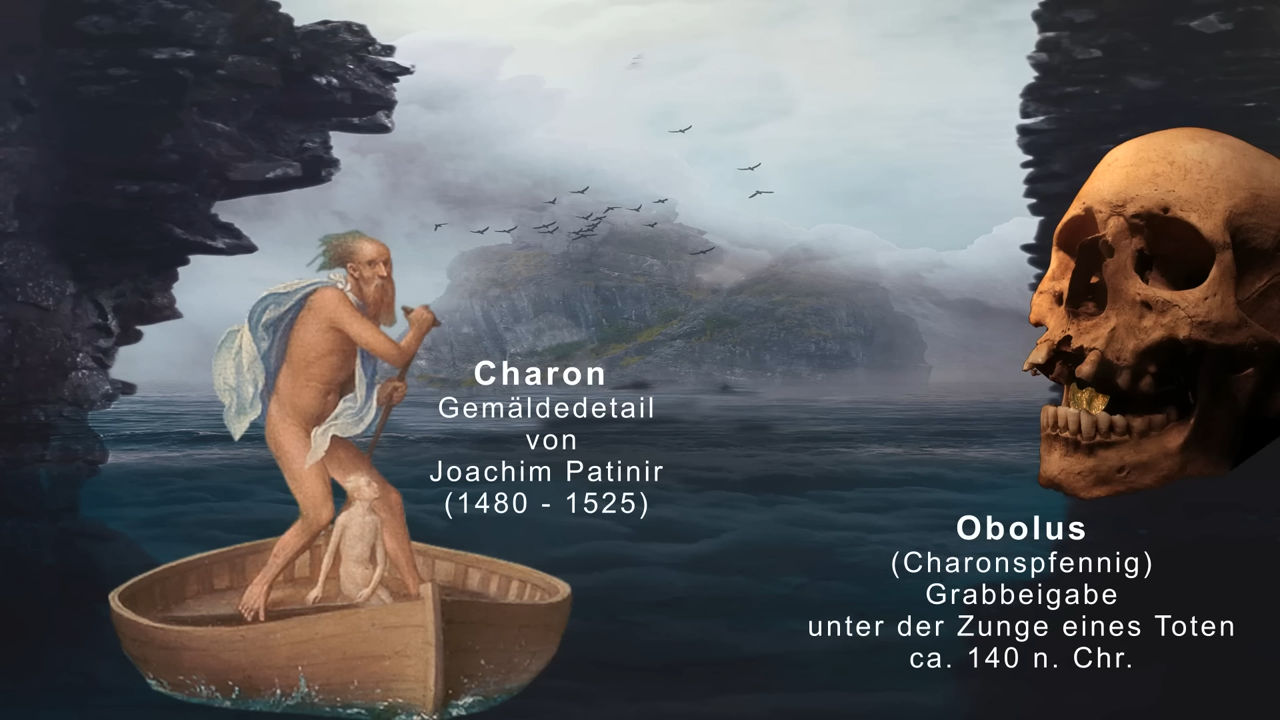 Charon
Gemäldedetail
von
Joachim Patinir
(1480 - 1525)
Obolus
(Charonspfennig)
Grabbeigabe
unter der Zunge eines Toten
ca. 140 n. Chr.